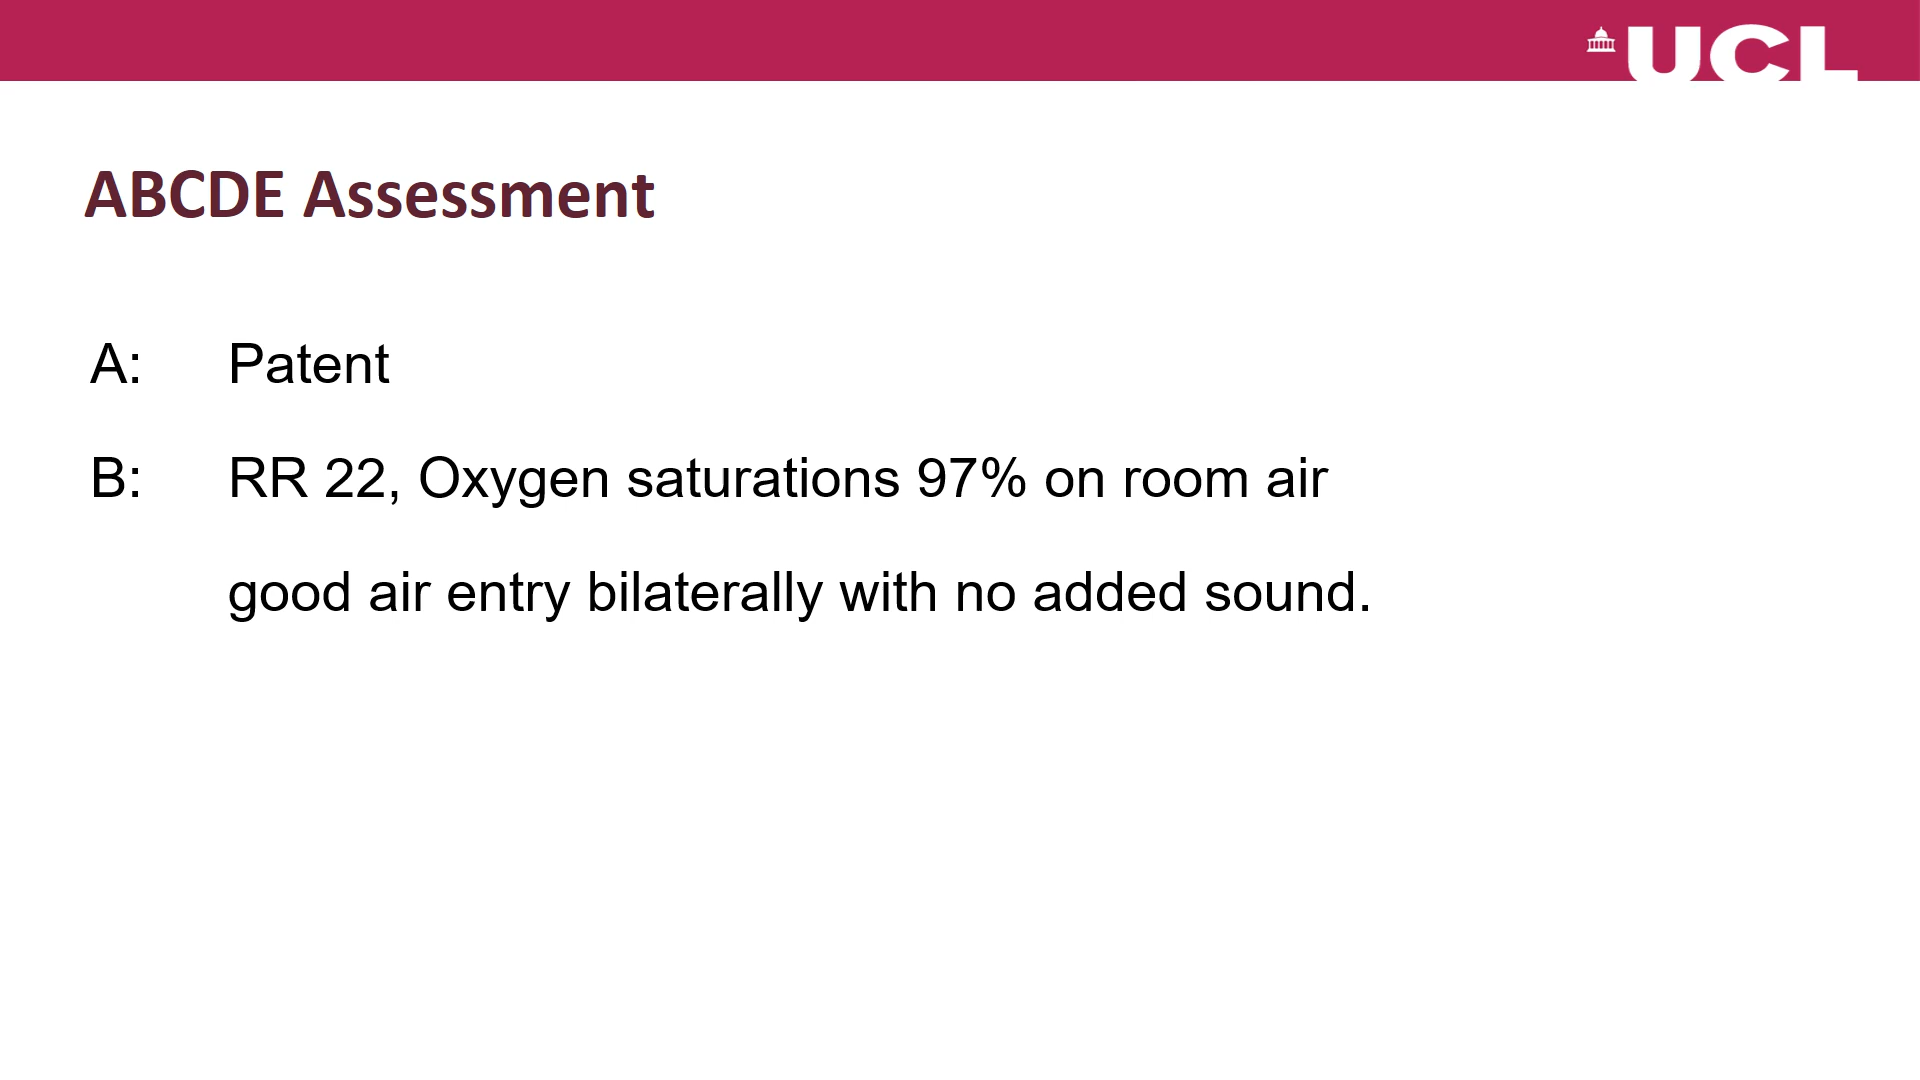 UCL
ABCDE Assessment
A: Patent
B: RR 22, Oxygen saturations 97% on room air
good air entry bilaterally with no added sound.